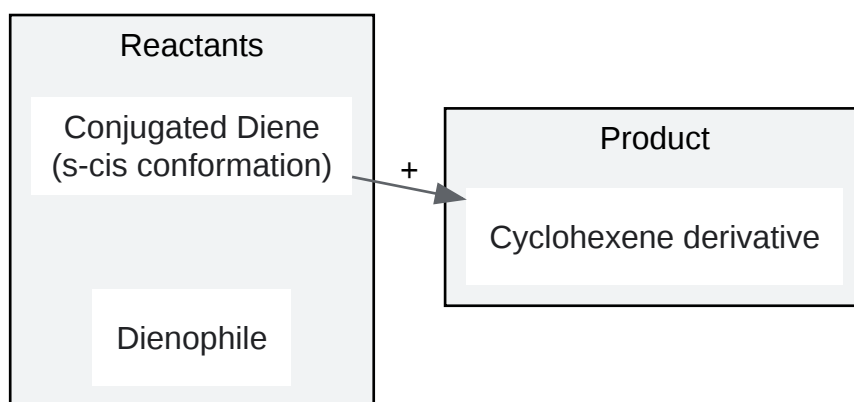 Reactants
Conjugated Diene
(s-cis conformation)
Dienophile
+
Product
Cyclohexene derivative